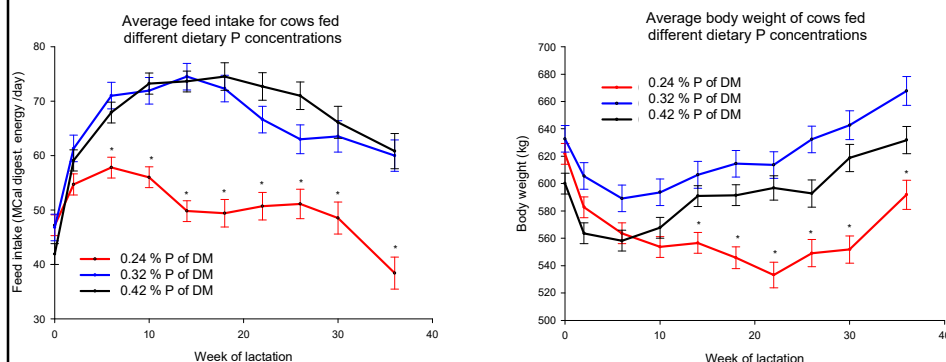 Average feed intake for cows fed
different dietary P concentrations
80
70
60
50
40
30
Feed intake (MCal digest. energy /day)
* * * * * * * * *
0.24 % P of DM
0.32 % P of DM
0.42 % P of DM
0 10 20 30 40
Week of lactation
Average body weight of cows fed
different dietary P concentrations
700
680
660
640
620
600
580
560
540
520
500
Body weight (kg)
0.24 % P of DM
0.32 % P of DM
0.42 % P of DM
* * * * * *
0 10 20 30 40
Week of lactation